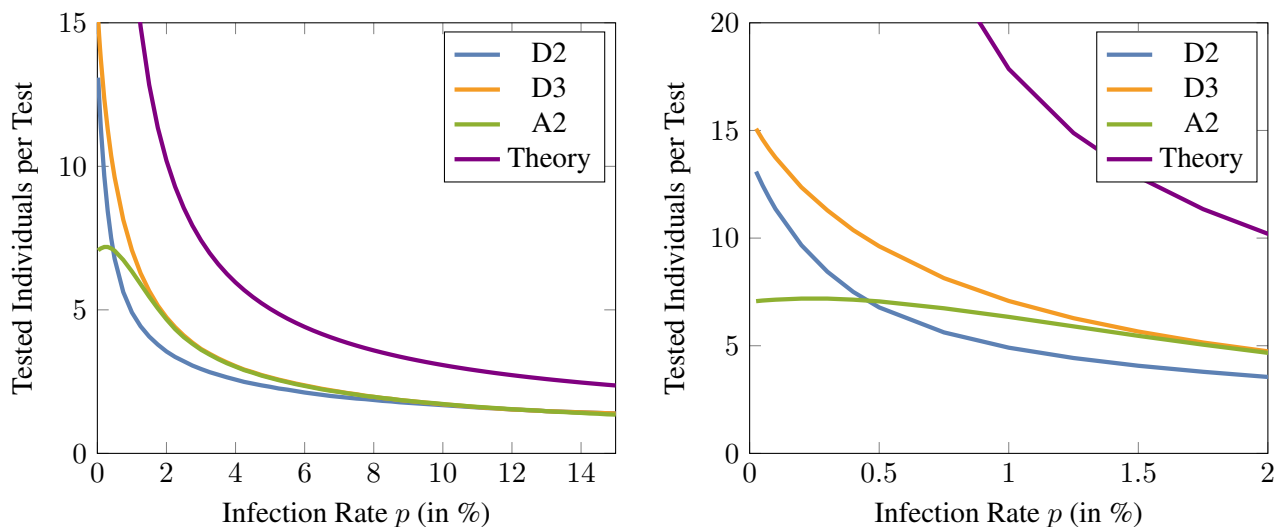 15
10
5
0
Tested Individuals per Test
0 2 4 6 8 10 12 14
Infection Rate p (in %)
D2
D3
A2
Theory
20
15
10
5
0
Tested Individuals per Test
0 0.5 1 1.5 2
Infection Rate p (in %)
D2
D3
A2
Theory